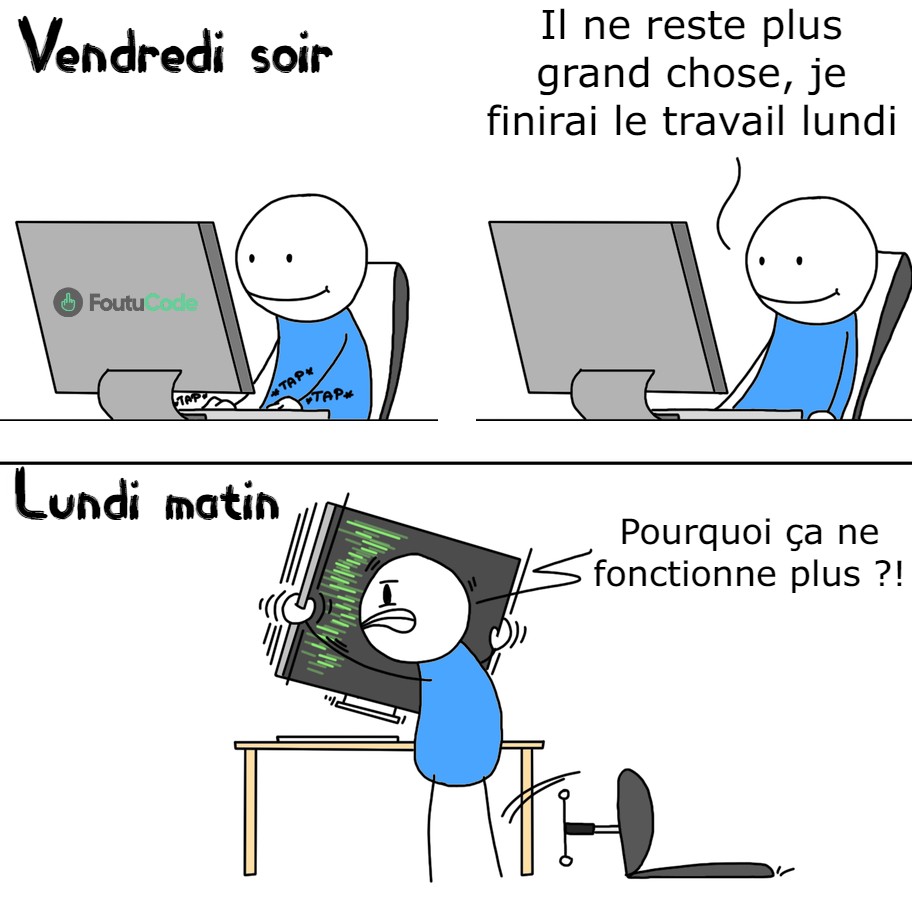 Vendredi soir
Il ne reste plus
grand chose, je
finirai le travail lundi
FoutuCode
*TAP*
*TAP*
*TAP*
Lundi matin
Pourquoi ça ne
fonctionne plus ?!